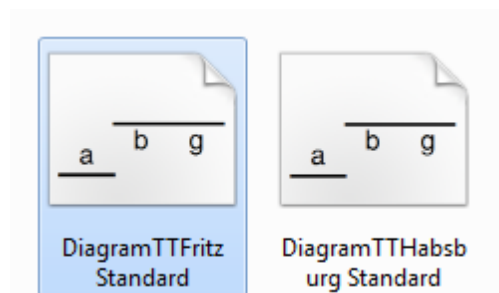 a b g
DiagramTTFritz
Standard
a b g
DiagramTTHabsb
urg Standard